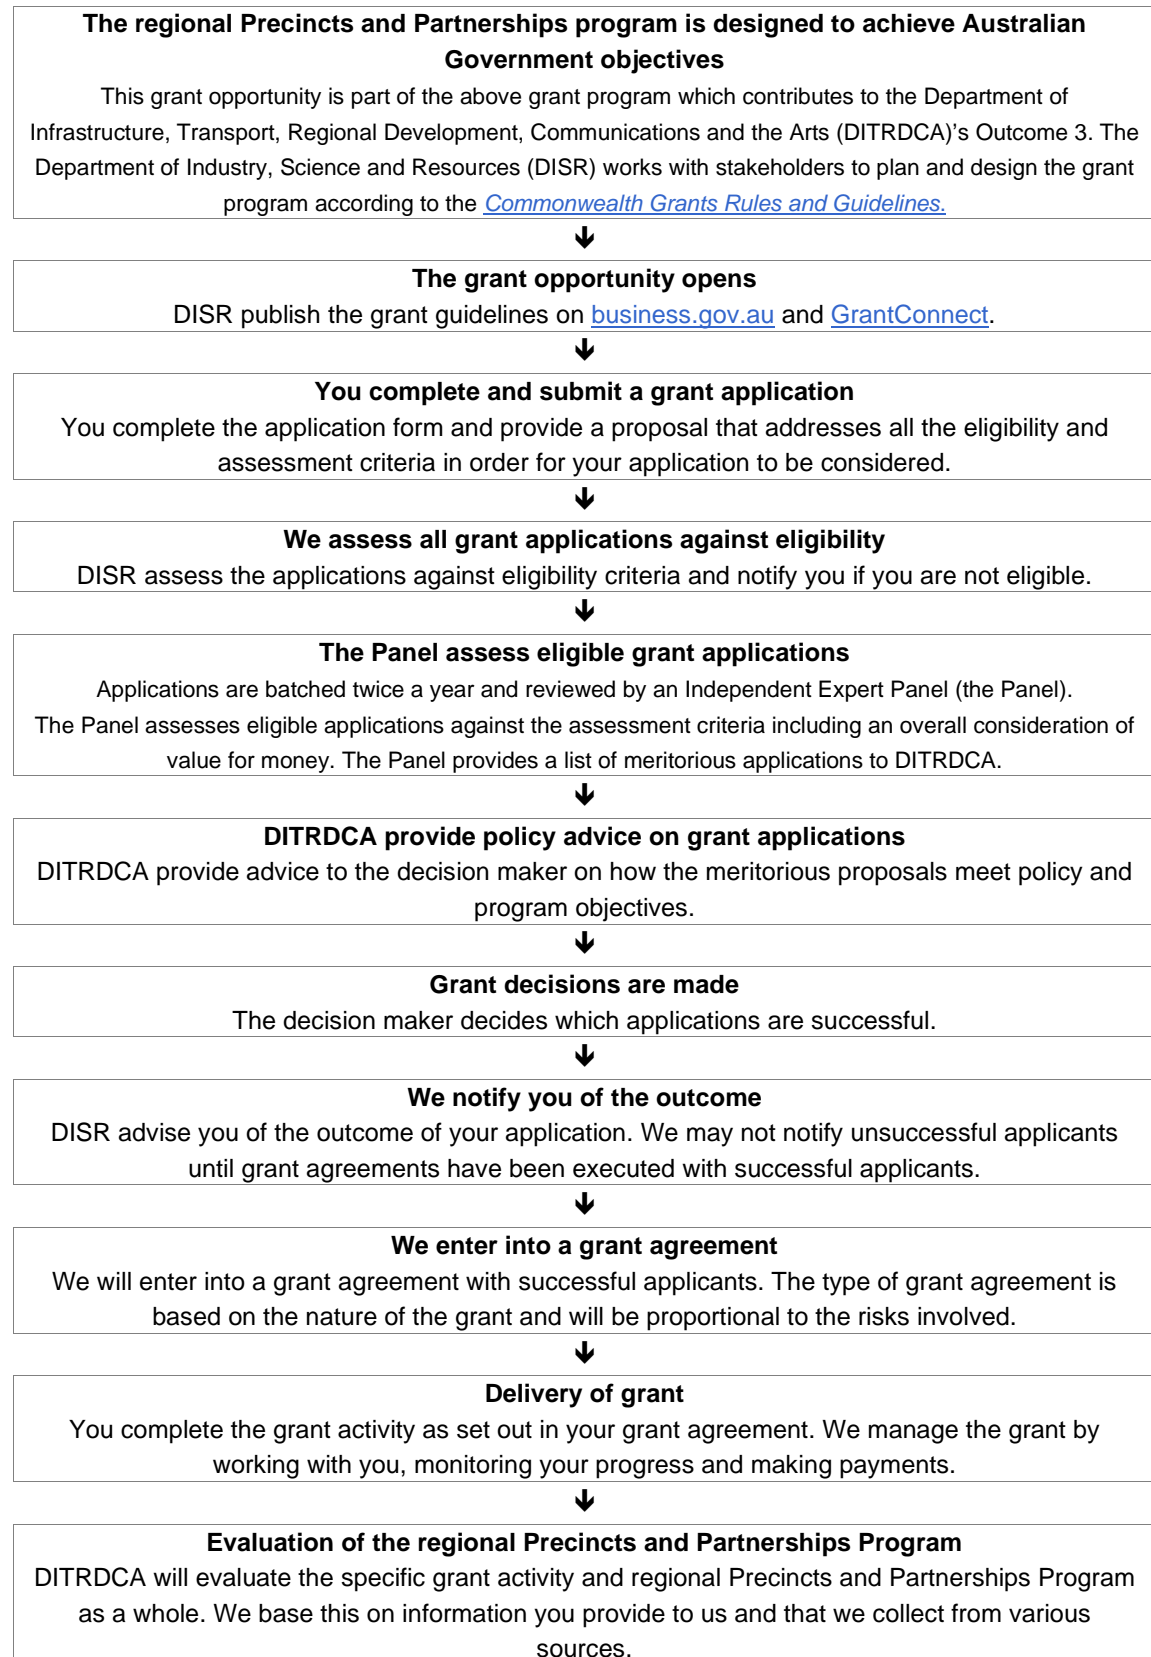 The regional Precincts and Partnerships program is designed to achieve Australian
Government objectives
This grant opportunity is part of the above grant program which contributes to the Department of
Infrastructure, Transport, Regional Development, Communications and the Arts (DITRDCA)'s Outcome 3. The
Department of Industry, Science and Resources (DISR) works with stakeholders to plan and design the grant
program according to the Commonwealth Grants Rules and Guidelines.
The grant opportunity opens
DISR publish the grant guidelines on business.gov.au and GrantConnect.
You complete and submit a grant application
You complete the application form and provide a proposal that addresses all the eligibility and
assessment criteria in order for your application to be considered.
We assess all grant applications against eligibility
DISR assess the applications against eligibility criteria and notify you if you are not eligible.
The Panel assess eligible grant applications
Applications are batched twice a year and reviewed by an Independent Expert Panel (the Panel).
The Panel assesses eligible applications against the assessment criteria including an overall consideration of
value for money. The Panel provides a list of meritorious applications to DITRDCA.
DITRDCA provide policy advice on grant applications
DITRDCA provide advice to the decision maker on how the meritorious proposals meet policy and
program objectives.
Grant decisions are made
The decision maker decides which applications are successful.
We notify you of the outcome
DISR advise you of the outcome of your application. We may not notify unsuccessful applicants
until grant agreements have been executed with successful applicants.
We enter into a grant agreement
We will enter into a grant agreement with successful applicants. The type of grant agreement is
based on the nature of the grant and will be proportional to the risks involved.
Delivery of grant
You complete the grant activity as set out in your grant agreement. We manage the grant by
working with you, monitoring your progress and making payments.
Evaluation of the regional Precincts and Partnerships Program
DITRDCA will evaluate the specific grant activity and regional Precincts and Partnerships Program
as a whole. We base this on information you provide to us and that we collect from various
sources.